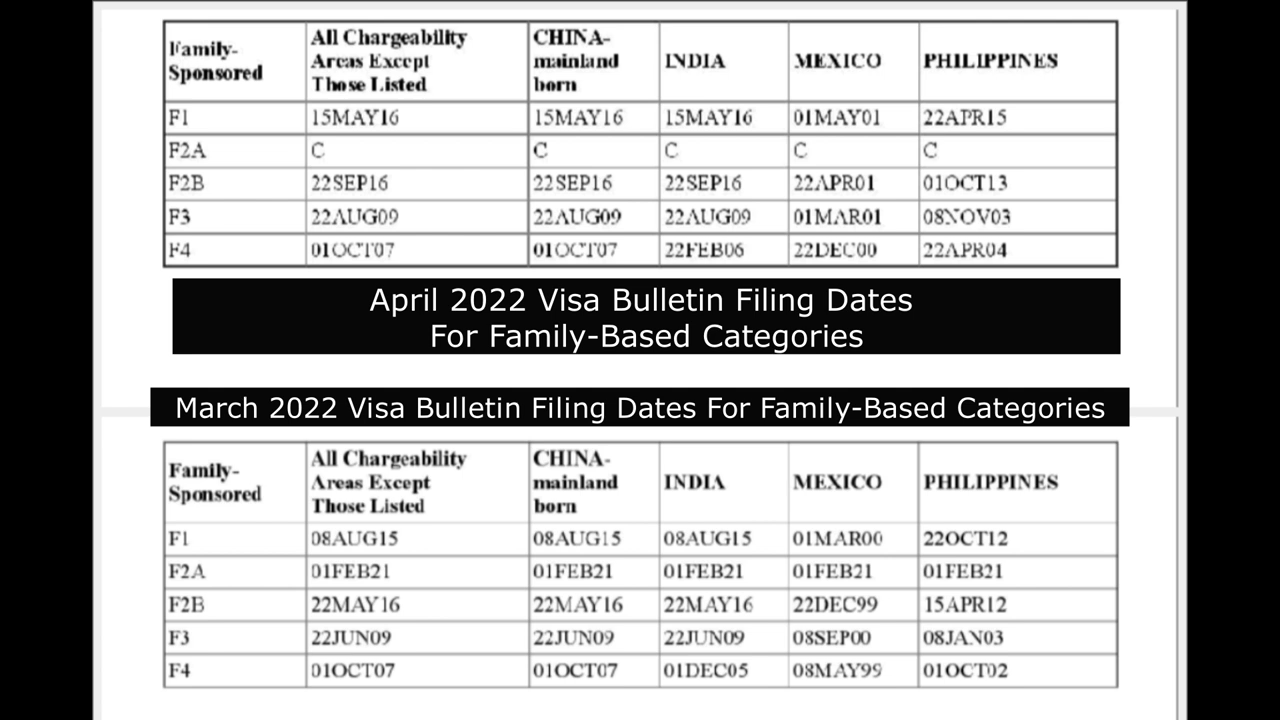 Family-Sponsored All Chargeability Areas Except Those Listed CHINA-mainland born INDIA MEXICO PHILIPPINES
F1 15MAY16 15MAY16 15MAY16 01MAY01 22APR15
F2A C C C C C
F2B 22SEP16 22SEP16 22SEP16 22APR01 01OCT13
F3 22AUG09 22AUG09 22AUG09 01MAR01 08NOV03
F4 01OCT07 01OCT07 22FEB06 22DEC00 22APR04
April 2022 Visa Bulletin Filing Dates
For Family-Based Categories
March 2022 Visa Bulletin Filing Dates For Family-Based Categories
Family-Sponsored All Chargeability Areas Except Those Listed CHINA-mainland born INDIA MEXICO PHILIPPINES
F1 08AUG15 08AUG15 08AUG15 01MAR00 22OCT12
F2A 01FEB21 01FEB21 01FEB21 01FEB21 01FEB21
F2B 22MAY16 22MAY16 22MAY16 22DEC99 15APR12
F3 22JUN09 22JUN09 22JUN09 08SEP00 08JAN03
F4 01OCT07 01OCT07 01DEC05 08MAY99 01OCT02